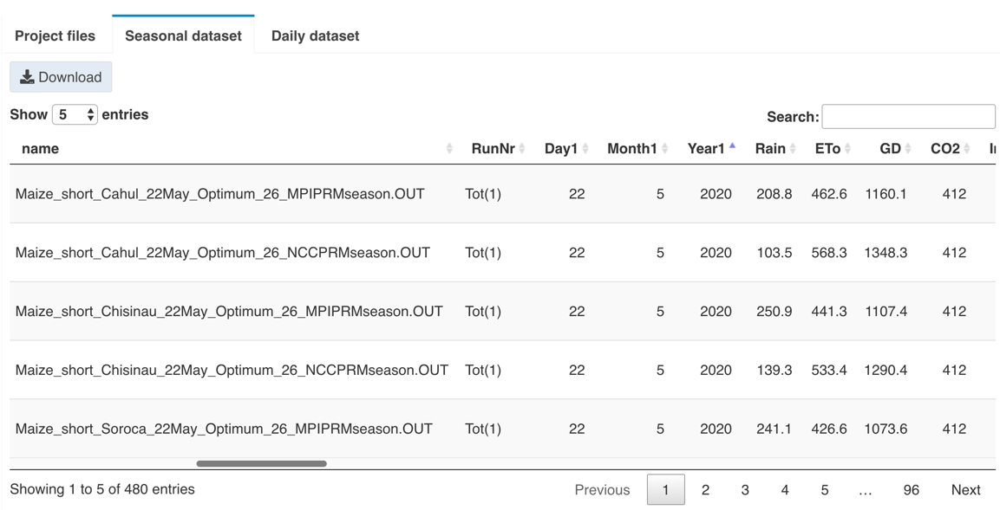 Project files Seasonal dataset Daily dataset
Download
Show 5 entries
Search:
name RunNr Day1 Month1 Year1 Rain ETo GD CO2
Maize_short_Cahul_22May_Optimum_26_MPIPRMseason.OUT Tot(1) 22 5 2020 208.8 462.6 1160.1 412
Maize_short_Cahul_22May_Optimum_26_NCCPRMseason.OUT Tot(1) 22 5 2020 103.5 568.3 1348.3 412
Maize_short_Chisinau_22May_Optimum_26_MPIPRMseason.OUT Tot(1) 22 5 2020 250.9 441.3 1107.4 412
Maize_short_Chisinau_22May_Optimum_26_NCCPRMseason.OUT Tot(1) 22 5 2020 139.3 533.4 1290.4 412
Maize_short_Soroca_22May_Optimum_26_MPIPRMseason.OUT Tot(1) 22 5 2020 241.1 426.6 1073.6 412
Showing 1 to 5 of 480 entries
Previous 1 2 3 4 5 … 96 Next